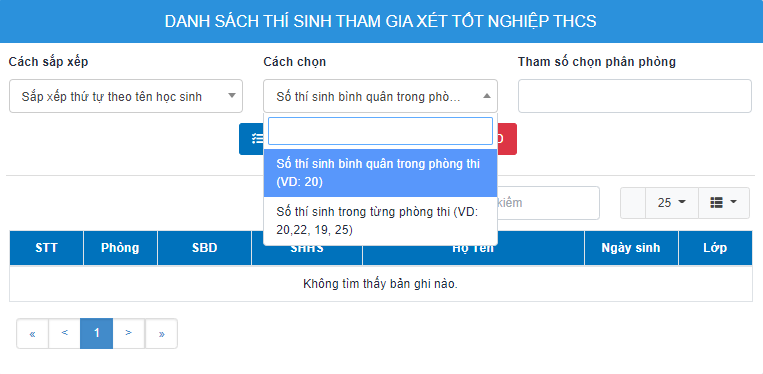 DANH SÁCH THÍ SINH THAM GIA XÉT TỐT NGHIỆP THCS
Cách sắp xếp Cách chọn Tham số chọn phân phòng
Sắp xếp thứ tự theo tên học sinh Số thí sinh bình quân trong phò…
Số thí sinh bình quân trong phòng thi
(VD: 20)
kiếm 25
Số thí sinh trong từng phòng thi (VD:
20,22, 19, 25)
STT Phòng SBD SHHS Họ Tên Ngày sinh Lớp
Không tìm thấy bản ghi nào.
« < 1 > »